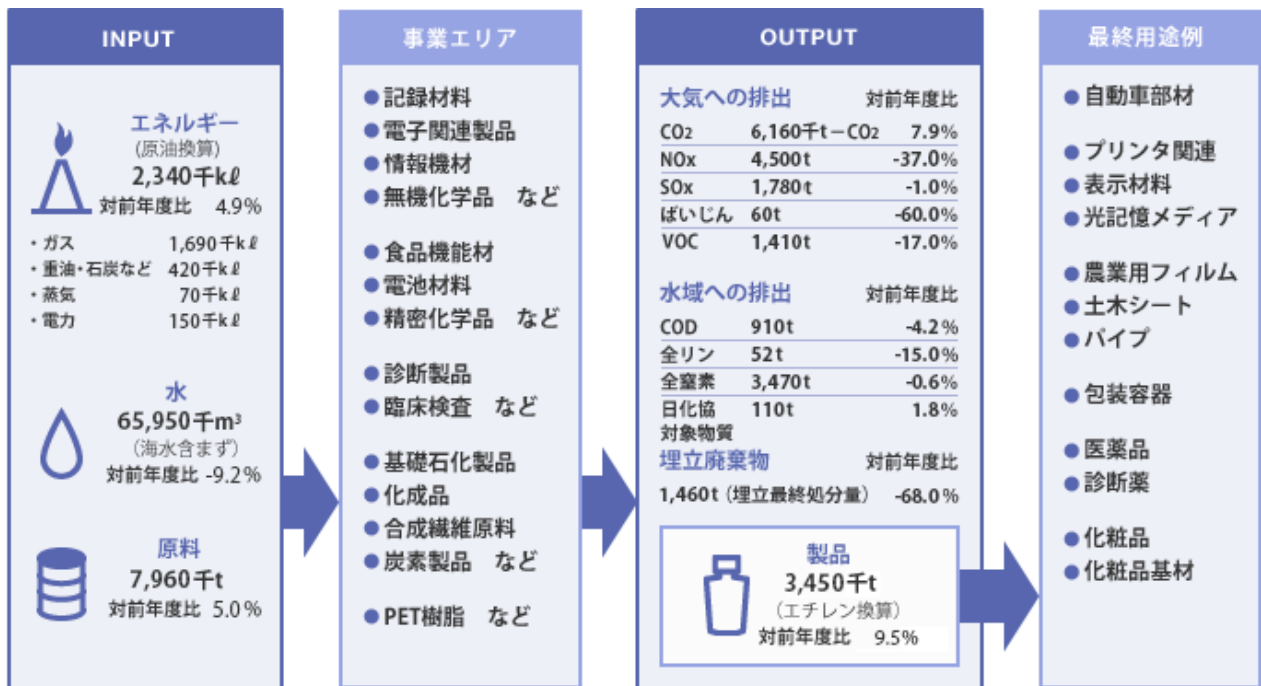 INPUT
エネルギー
(原油換算)
2,340千kℓ
対前年度比 4.9%
・ガス 1,690千kℓ
・重油・石炭など 420千kℓ
・蒸気 70千kℓ
・電力 150千kℓ
水
65,950千m³
(海水含まず)
対前年度比 -9.2%
原料
7,960千t
対前年度比 5.0%
事業エリア
●記録材料
●電子関連製品
●情報機材
●無機化学品 など
●食品機能材
●電池材料
●精密化学品 など
●診断製品
●臨床検査 など
●基礎石化製品
●化成品
●合成繊維原料
●炭素製品 など
●PET樹脂 など
OUTPUT
大気への排出 対前年度比
CO₂ 6,160千t−CO₂ 7.9%
NOx 4,500t -37.0%
SOx 1,780t -1.0%
ばいじん 60t -60.0%
VOC 1,410t -17.0%
水域への排出 対前年度比
COD 910t -4.2%
全リン 52t -15.0%
全窒素 3,470t -0.6%
日化協 110t 1.8%
対象物質
埋立廃棄物 対前年度比
1,460t (埋立最終処分量) -68.0%
製品
3,450千t
(エチレン換算)
対前年度比 9.5%
最終用途例
●自動車部材
●プリンタ関連
●表示材料
●光記憶メディア
●農業用フィルム
●土木シート
●パイプ
●包装容器
●医薬品
●診断薬
●化粧品
●化粧品基材